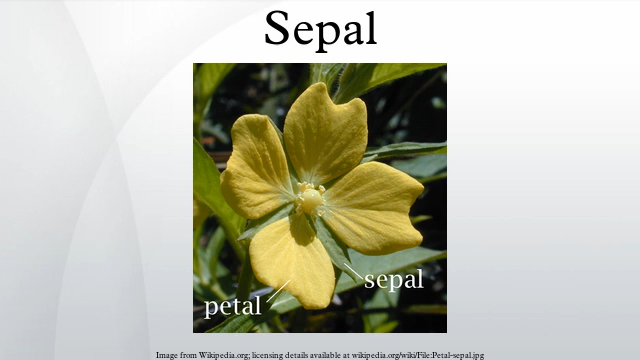 Sepal
sepal
petal
Image from Wikipedia.org; licensing details available at wikipedia.org/wiki/File:Petal-sepal.jpg